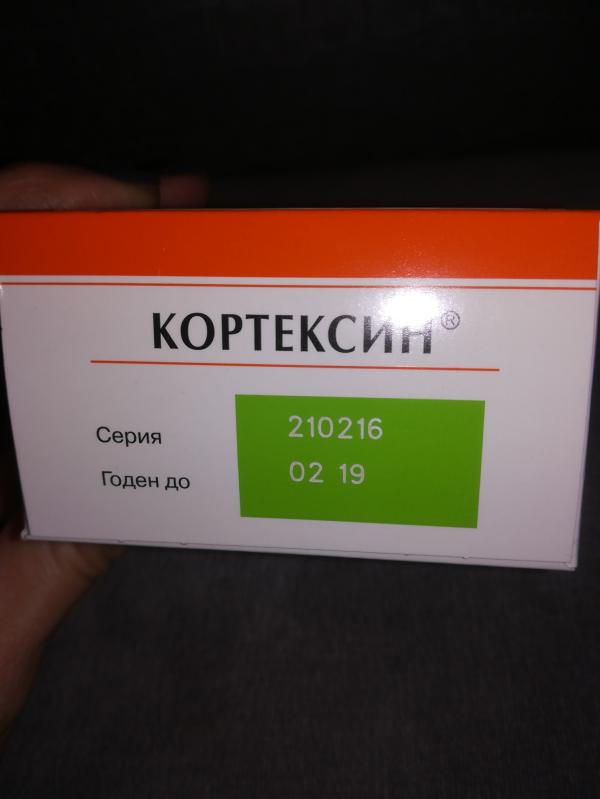 КОРТЕКСИН®
Серия 210216
Годен до 02 19